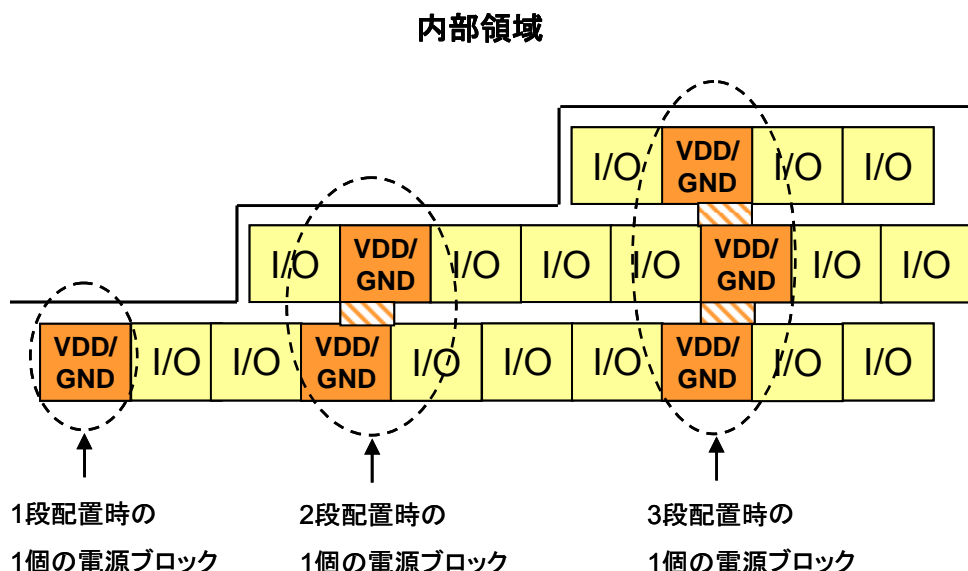 内部領域
I/O VDD/ GND I/O I/O
I/O VDD/ GND I/O I/O I/O VDD/ GND I/O I/O
VDD/ GND I/O I/O VDD/ GND I/O I/O I/O VDD/ GND I/O I/O
1段配置時の
1個の電源ブロック
2段配置時の
1個の電源ブロック
3段配置時の
1個の電源ブロック